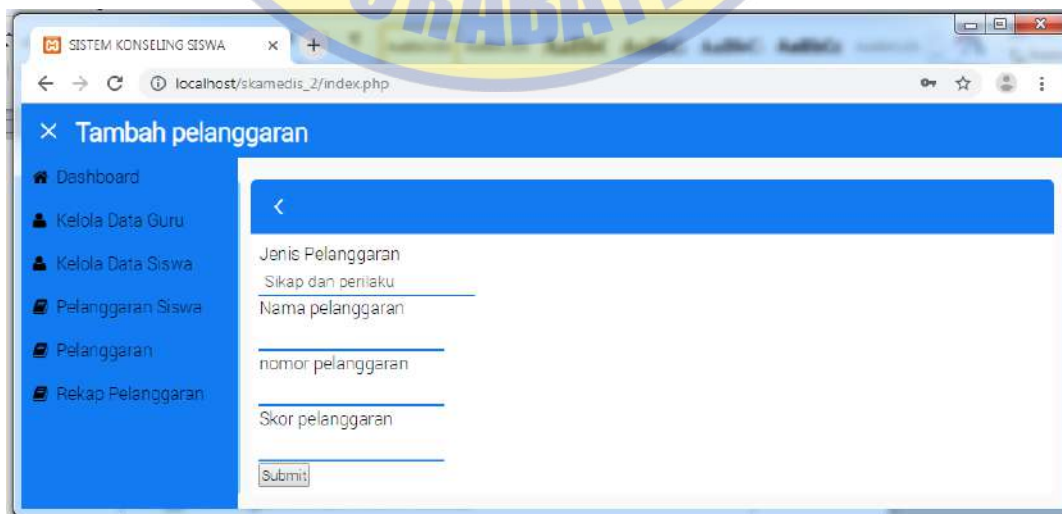 SURABAYA
SISTEM KONSELING SISWA
localhost/skamedis_2/index.php
Tambah pelanggaran
Dashboard
Kelola Data Guru
Kelola Data Siswa
Pelanggaran Siswa
Pelanggaran
Rekap Pelanggaran
Jenis Pelanggaran
Sikap dan perilaku
Nama pelanggaran
nomor pelanggaran
Skor pelanggaran
Submit